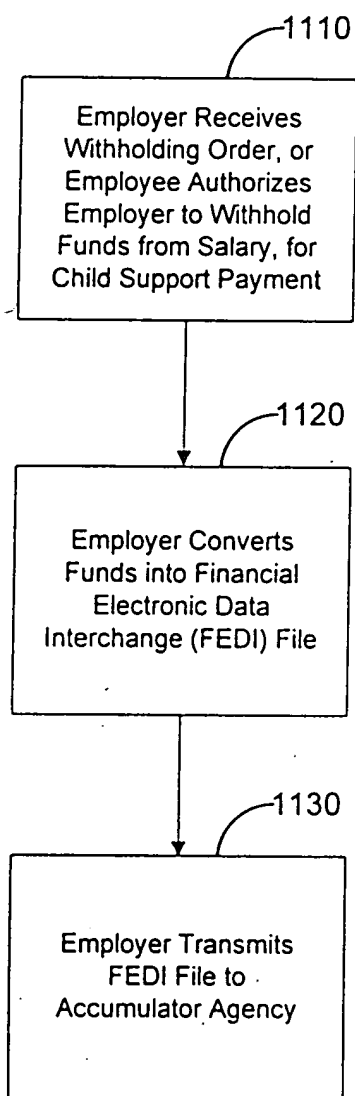 1110
Employer Receives
Withholding Order, or
Employee Authorizes
Employer to Withhold
Funds from Salary, for
Child Support Payment
1120
Employer Converts
Funds into Financial
Electronic Data
Interchange (FEDI) File
1130
Employer Transmits
FEDI File to
Accumulator Agency